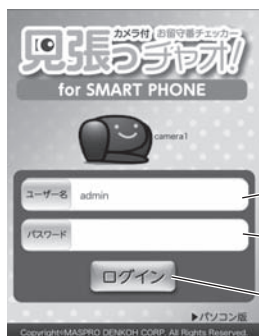 カメラ付 お留守番チェッカー
見張っチャオ!
for SMART PHONE
camera1
ユーザー名 admin
パスワード
ログイン
▶パソコン版
Copyright©MASPRO DENKOH CORP. All Rights Reserved.